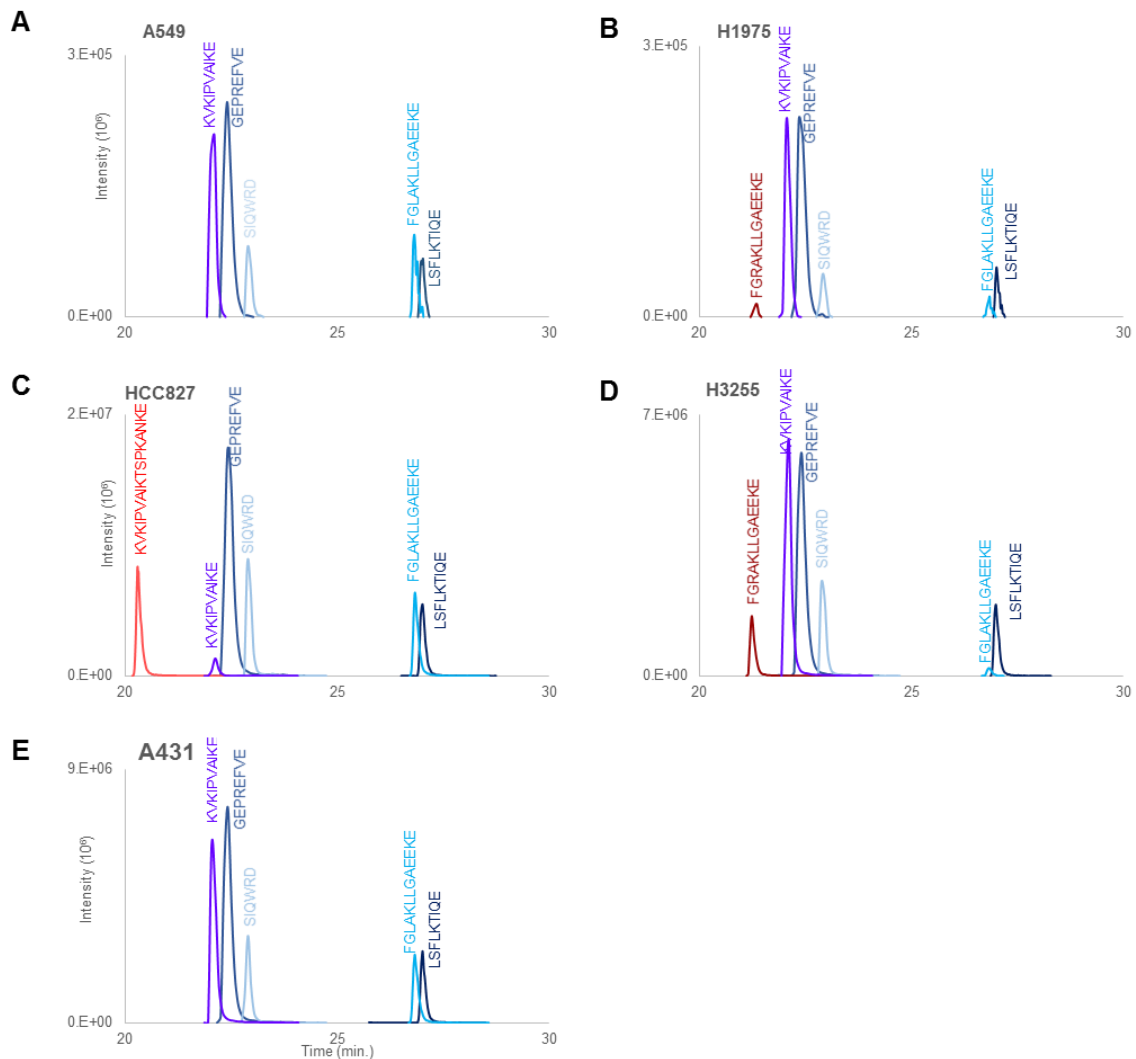 A
A549
3.E+05
KVKIPVAIKE
GEPREFVE
SIQWRD
FGLAKLLGAEEKE
LSFLKTIQE
Intensity (10⁶)
0.E+00
20
25
30
B
H1975
3.E+05
FGRAKLLGAEEKE
KVKIPVAIKE
GEPREFVE
SIQWRD
FGLAKLLGAEEKE
LSFLKTIQE
0.E+00
20
25
30
C
HCC827
2.E+07
KVKIPVAIKTSPKANKE
KVKIPVAIKE
GEPREFVE
SIQWRD
FGLAKLLGAEEKE
LSFLKTIQE
Intensity (10⁶)
0.E+00
20
25
30
D
H3255
7.E+06
FGRAKLLGAEEKE
KVKIPVAIKE
GEPREFVE
SIQWRD
FGLAKLLGAEEKE
LSFLKTIQE
0.E+00
20
25
30
E
A431
9.E+06
KVKIPVAIKE
GEPREFVE
SIQWRD
FGLAKLLGAEEKE
LSFLKTIQE
Intensity (10⁶)
0.E+00
20
25
30
Time (min.)